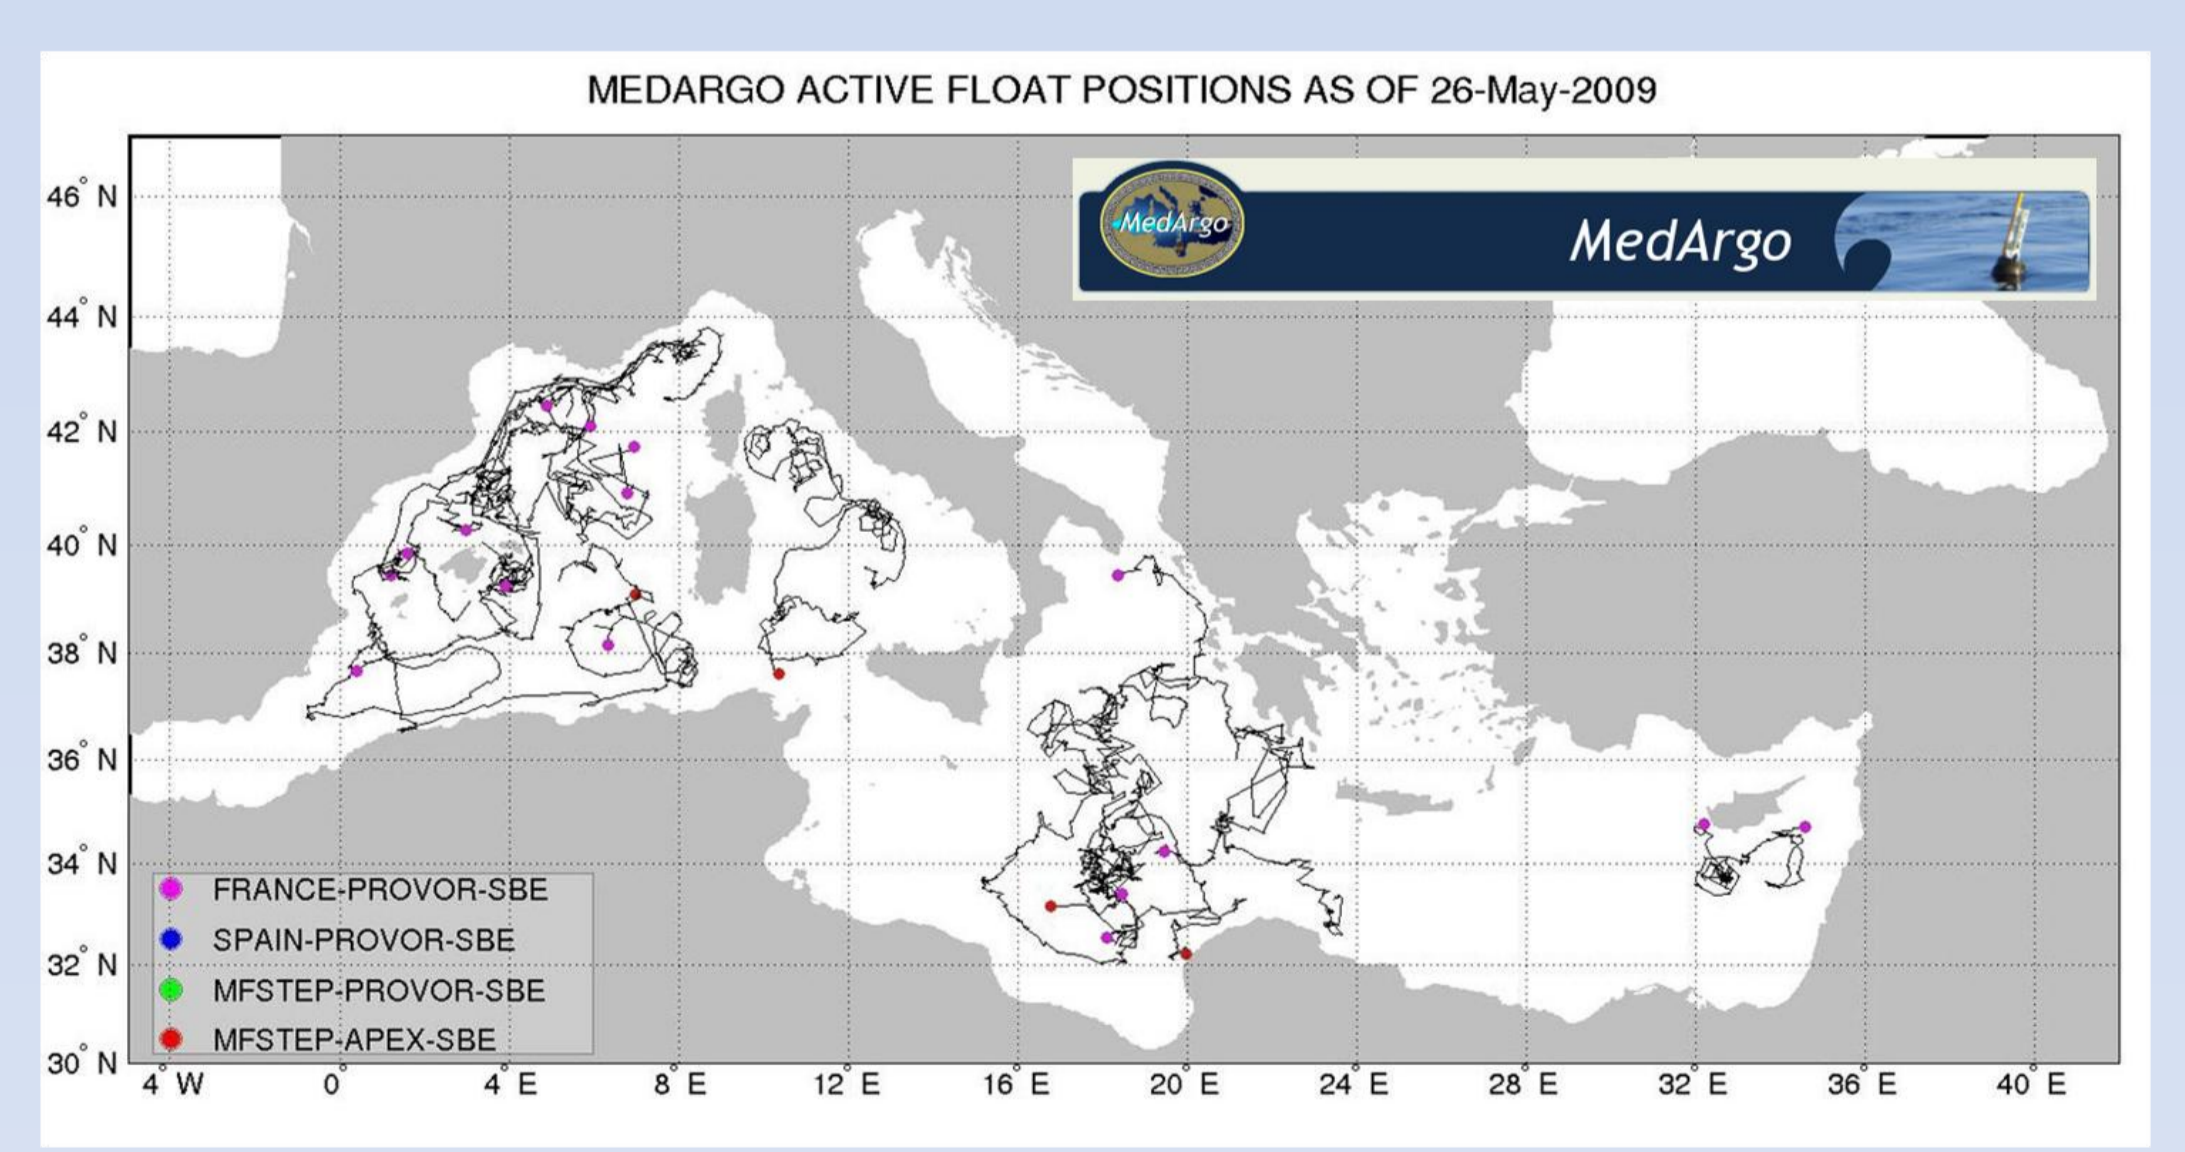 MEDARGO ACTIVE FLOAT POSITIONS AS OF 26-May-2009
MedArgo
MedArgo
46° N
44° N
42° N
40° N
38° N
36° N
34° N
32° N
30° N
FRANCE-PROVOR-SBE
SPAIN-PROVOR-SBE
MFSTEP-PROVOR-SBE
MFSTEP-APEX-SBE
4° W 0° 4° E 8° E 12° E 16° E 20° E 24° E 28° E 32° E 36° E 40° E